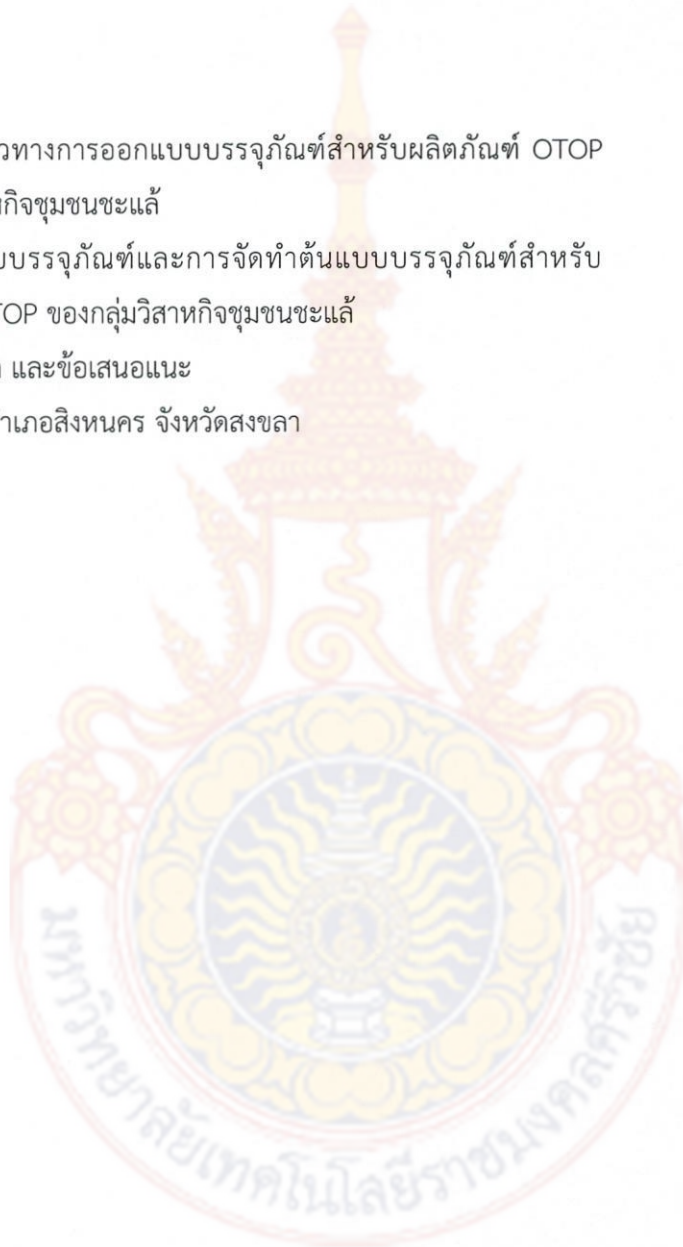 วทางการออกแบบบรรจุภัณฑ์สำหรับผลิตภัณฑ์ OTOP
กิจชุมชนชะแล้
บบรรจุภัณฑ์และการจัดทำต้นแบบบรรจุภัณฑ์สำหรับ
TOP ของกลุ่มวิสาหกิจชุมชนชะแล้
และข้อเสนอแนะ
ำเภอสิงหนคร จังหวัดสงขลา
มหาวิทยาลัยเทคโนโลยีราชมงคลศรีวิชัย